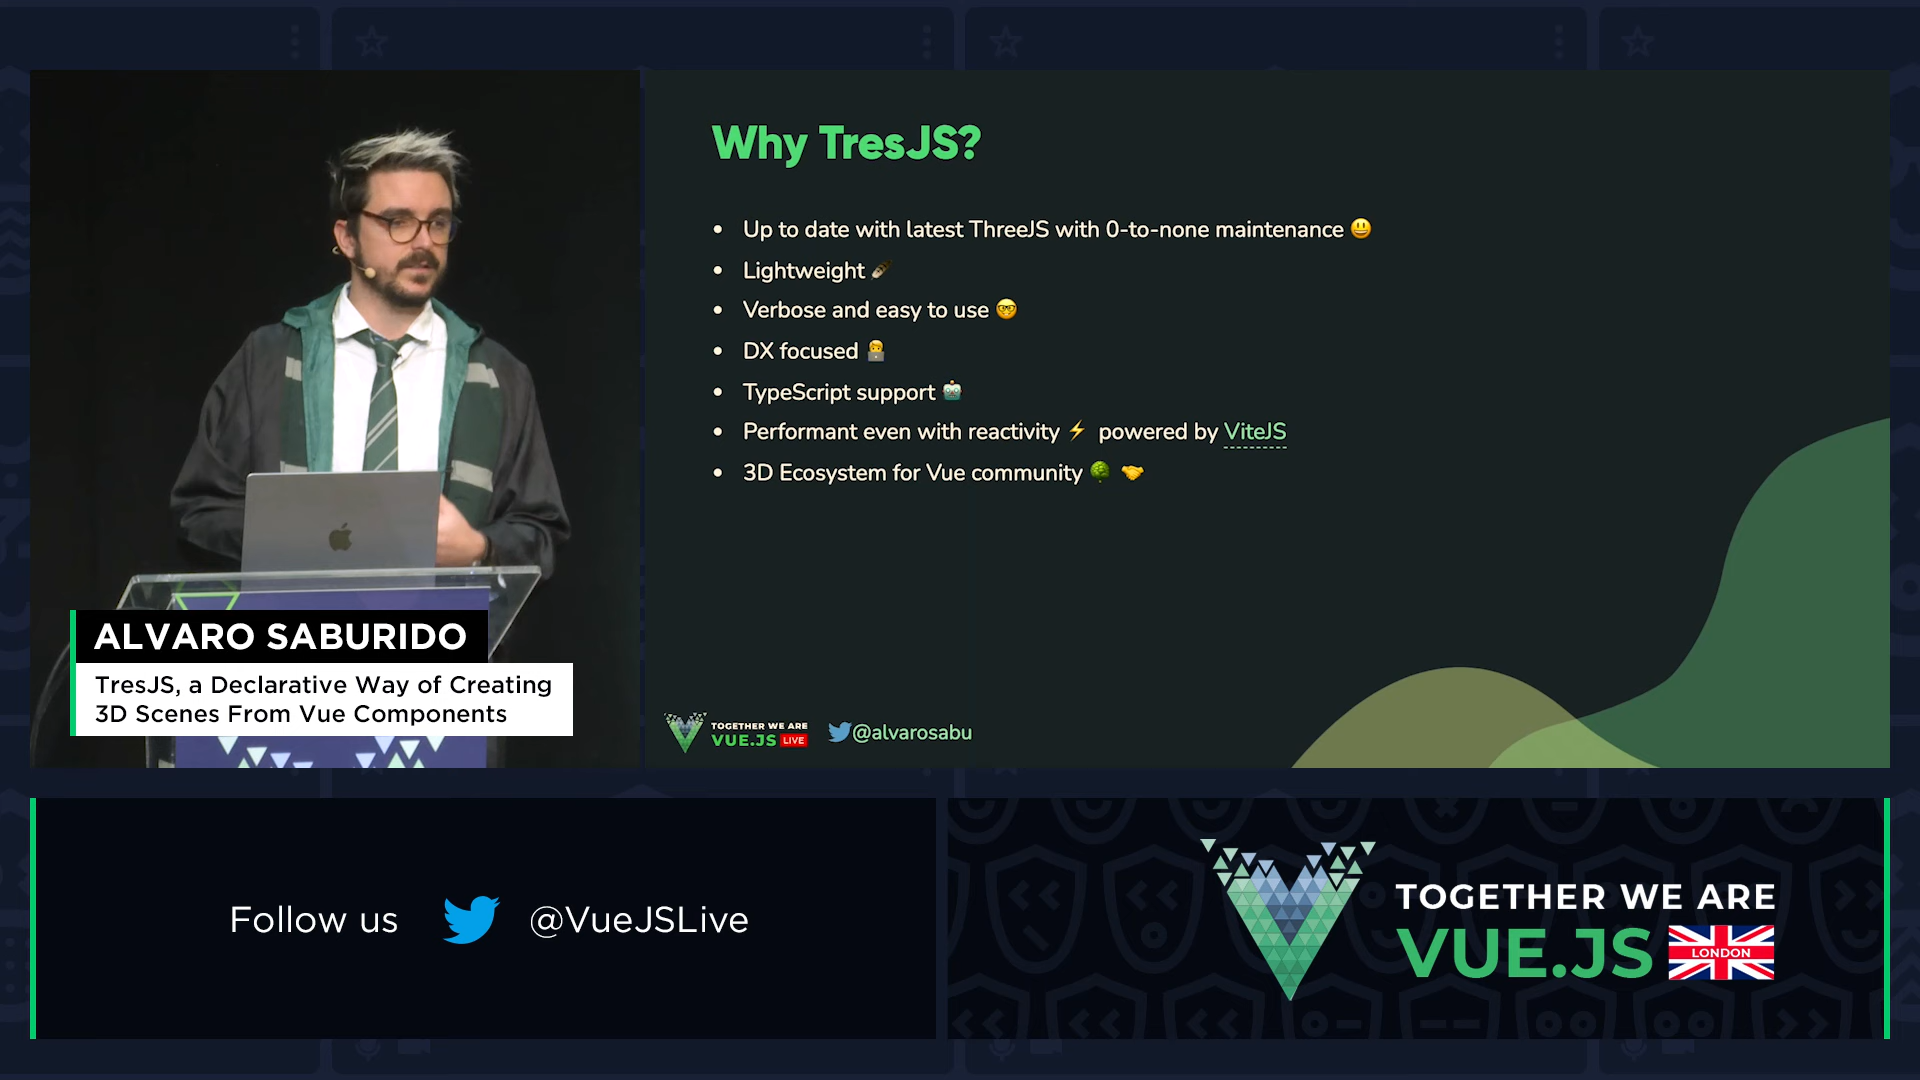 Why TresJS?
Up to date with latest ThreeJS with 0-to-none maintenance 😃
Lightweight 🪶
Verbose and easy to use 🤓
DX focused 🧑‍💻
TypeScript support 🤖
Performant even with reactivity ⚡ powered by ViteJS
3D Ecosystem for Vue community 🌳 🤝
TOGETHER WE ARE
VUE.JS LIVE
@alvarosabu
ALVARO SABURIDO
TresJS, a Declarative Way of Creating
3D Scenes From Vue Components
Follow us @VueJSLive
TOGETHER WE ARE
VUE.JS LONDON